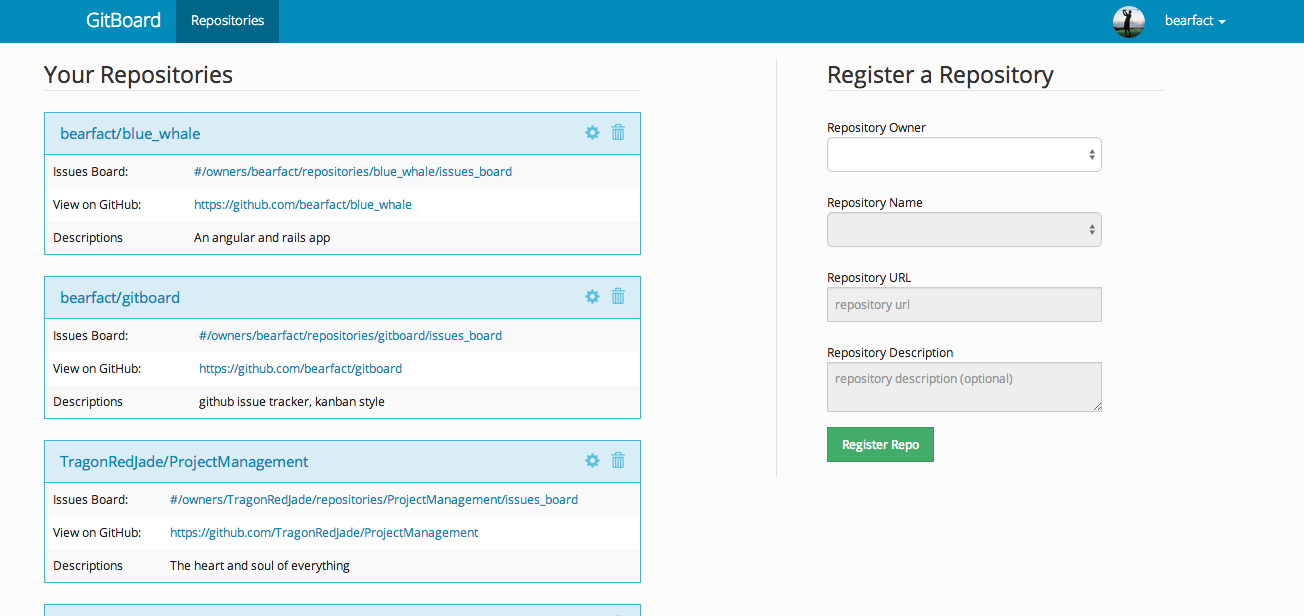 GitBoard Repositories bearfact
Your Repositories
bearfact/blue_whale
Issues Board: #/owners/bearfact/repositories/blue_whale/issues_board
View on GitHub: https://github.com/bearfact/blue_whale
Descriptions An angular and rails app
bearfact/gitboard
Issues Board: #/owners/bearfact/repositories/gitboard/issues_board
View on GitHub: https://github.com/bearfact/gitboard
Descriptions github issue tracker, kanban style
TragonRedJade/ProjectManagement
Issues Board: #/owners/TragonRedJade/repositories/ProjectManagement/issues_board
View on GitHub: https://github.com/TragonRedJade/ProjectManagement
Descriptions The heart and soul of everything
Register a Repository
Repository Owner
Repository Name
Repository URL
repository url
Repository Description
repository description (optional)
Register Repo